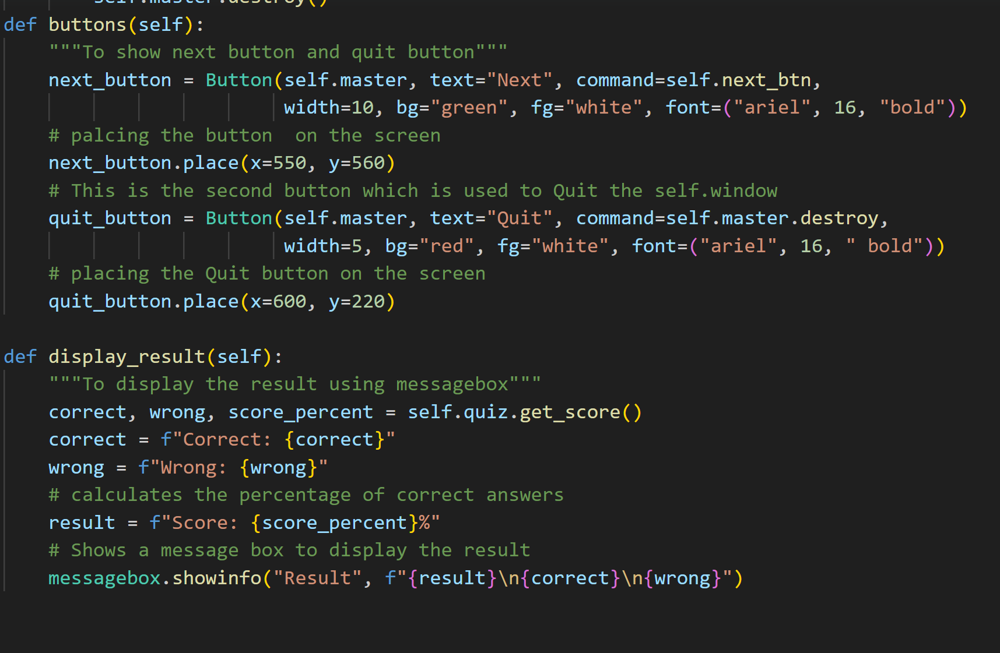 self.master.destroy()
def buttons(self):
    """To show next button and quit button"""
    next_button = Button(self.master, text="Next", command=self.next_btn,
                         width=10, bg="green", fg="white", font=("ariel", 16, "bold"))
    # palcing the button  on the screen
    next_button.place(x=550, y=560)
    # This is the second button which is used to Quit the self.window
    quit_button = Button(self.master, text="Quit", command=self.master.destroy,
                         width=5, bg="red", fg="white", font=("ariel", 16, " bold"))
    # placing the Quit button on the screen
    quit_button.place(x=600, y=220)

def display_result(self):
    """To display the result using messagebox"""
    correct, wrong, score_percent = self.quiz.get_score()
    correct = f"Correct: {correct}"
    wrong = f"Wrong: {wrong}"
    # calculates the percentage of correct answers
    result = f"Score: {score_percent}%"
    # Shows a message box to display the result
    messagebox.showinfo("Result", f"{result}\n{correct}\n{wrong}")